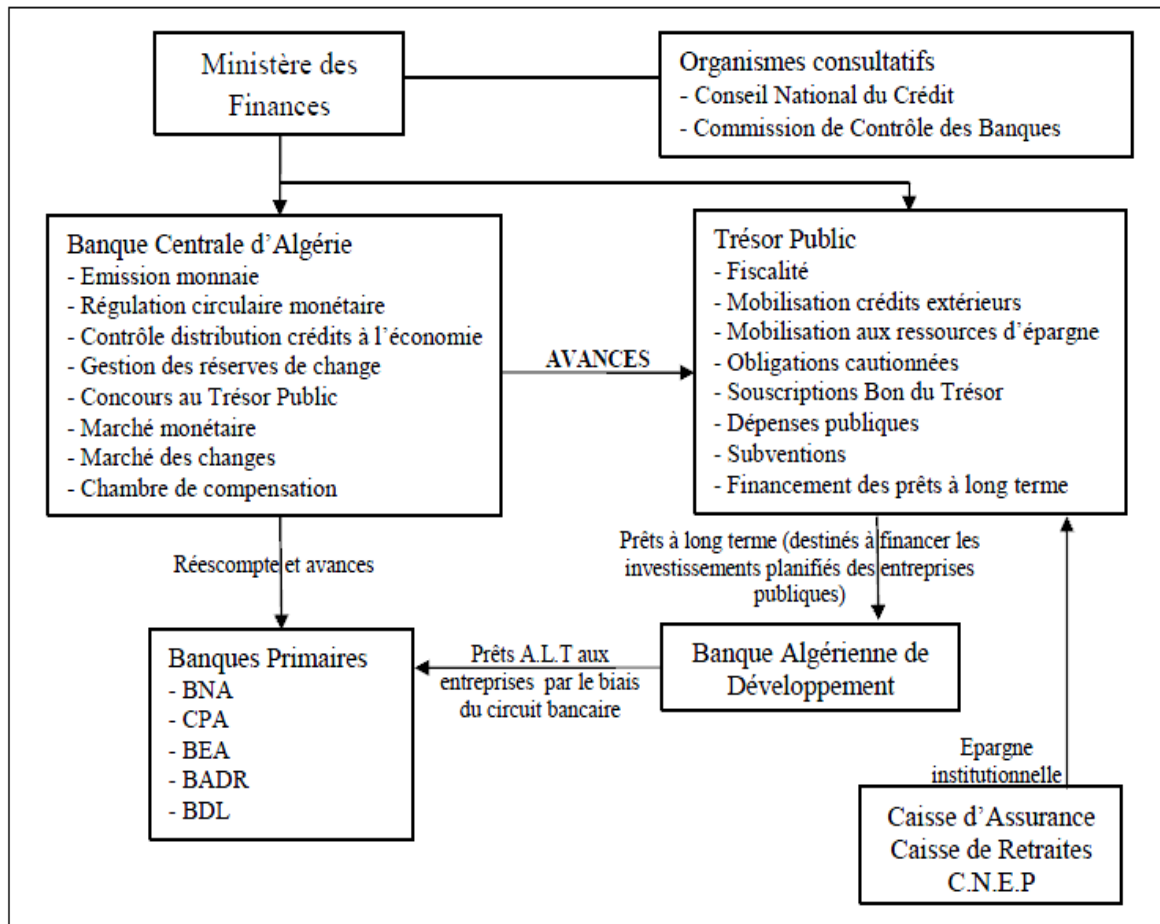 Ministère des
Finances
Organismes consultatifs
- Conseil National du Crédit
- Commission de Contrôle des Banques
Banque Centrale d’Algérie
- Emission monnaie
- Régulation circulaire monétaire
- Contrôle distribution crédits à l’économie
- Gestion des réserves de change
- Concours au Trésor Public
- Marché monétaire
- Marché des changes
- Chambre de compensation
AVANCES
Trésor Public
- Fiscalité
- Mobilisation crédits extérieurs
- Mobilisation aux ressources d’épargne
- Obligations cautionnées
- Souscriptions Bon du Trésor
- Dépenses publiques
- Subventions
- Financement des prêts à long terme
Réescompte et avances
Prêts à long terme (destinés à financer les
investissements planifiés des entreprises
publiques)
Banques Primaires
- BNA
- CPA
- BEA
- BADR
- BDL
Prêts A.L.T aux
entreprises par le biais
du circuit bancaire
Banque Algérienne de
Développement
Epargne
institutionnelle
Caisse d’Assurance
Caisse de Retraites
C.N.E.P